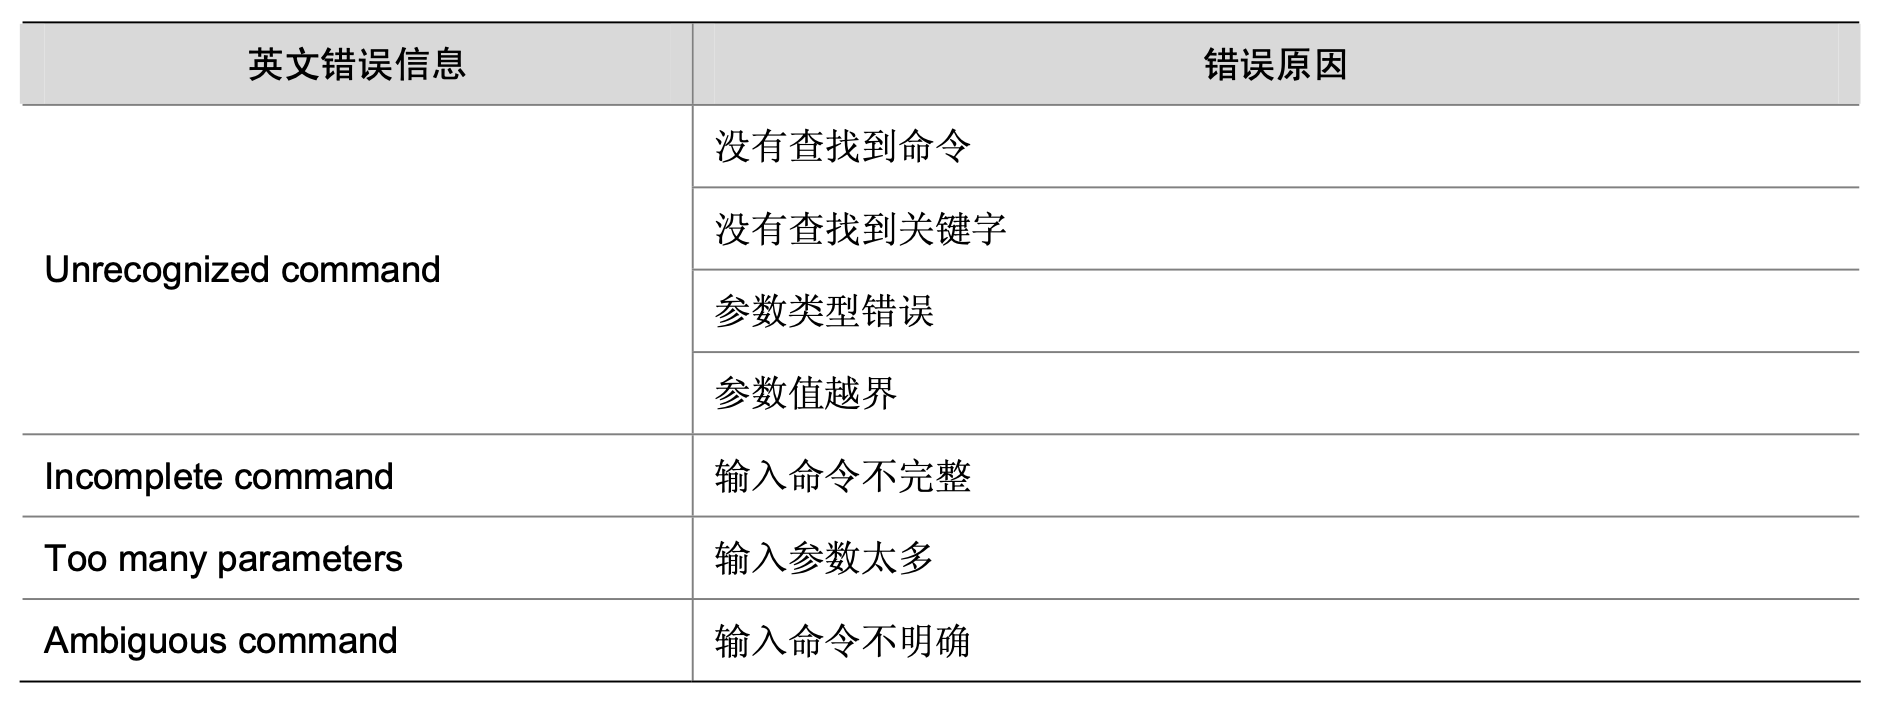 英文错误信息
错误原因
Unrecognized command
没有查找到命令
没有查找到关键字
参数类型错误
参数值越界
Incomplete command
输入命令不完整
Too many parameters
输入参数太多
Ambiguous command
输入命令不明确